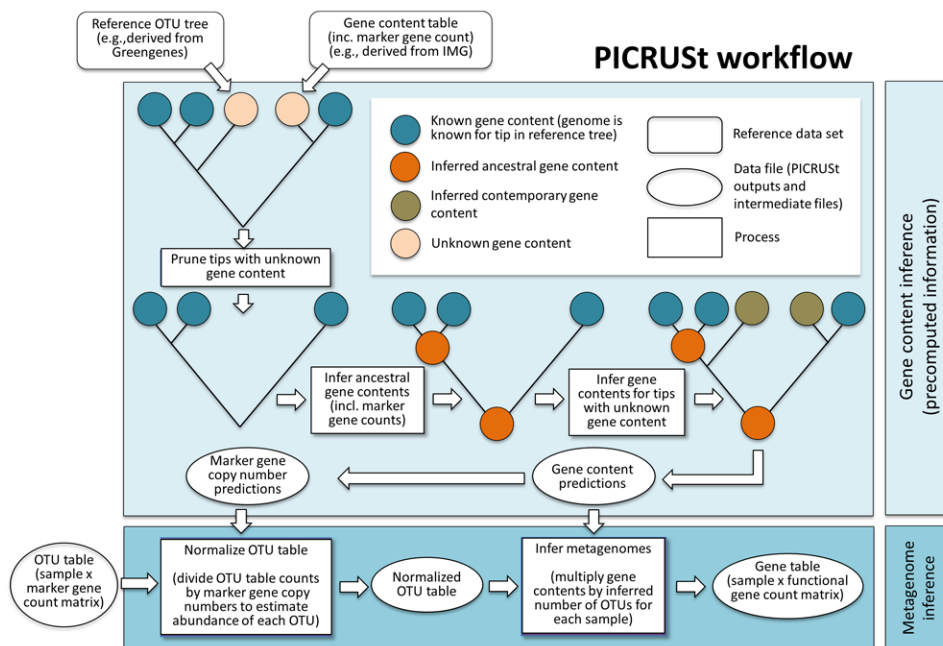 Reference OTU tree
(e.g.,derived from
Greengenes)
Gene content table
(inc. marker gene count)
(e.g., derived from IMG)
PICRUSt workflow
Known gene content (genome is
known for tip in reference tree)
Inferred ancestral gene content
Inferred contemporary gene
content
Unknown gene content
Reference data set
Data file (PICRUSt
outputs and
intermediate files)
Process
Prune tips with unknown
gene content
Infer ancestral
gene contents
(incl. marker
gene counts)
Infer gene
contents for tips
with unknown
gene content
Marker gene
copy number
predictions
Gene content
predictions
Gene content inference
(precomputed information)
OTU table
(sample x
marker gene
count matrix)
Normalize OTU table
(divide OTU table counts
by marker gene copy
numbers to estimate
abundance of each OTU)
Normalized
OTU table
Infer metagenomes
(multiply gene
contents by inferred
number of OTUs for
each sample)
Gene table
(sample x functional
gene count matrix)
Metagenome
inference